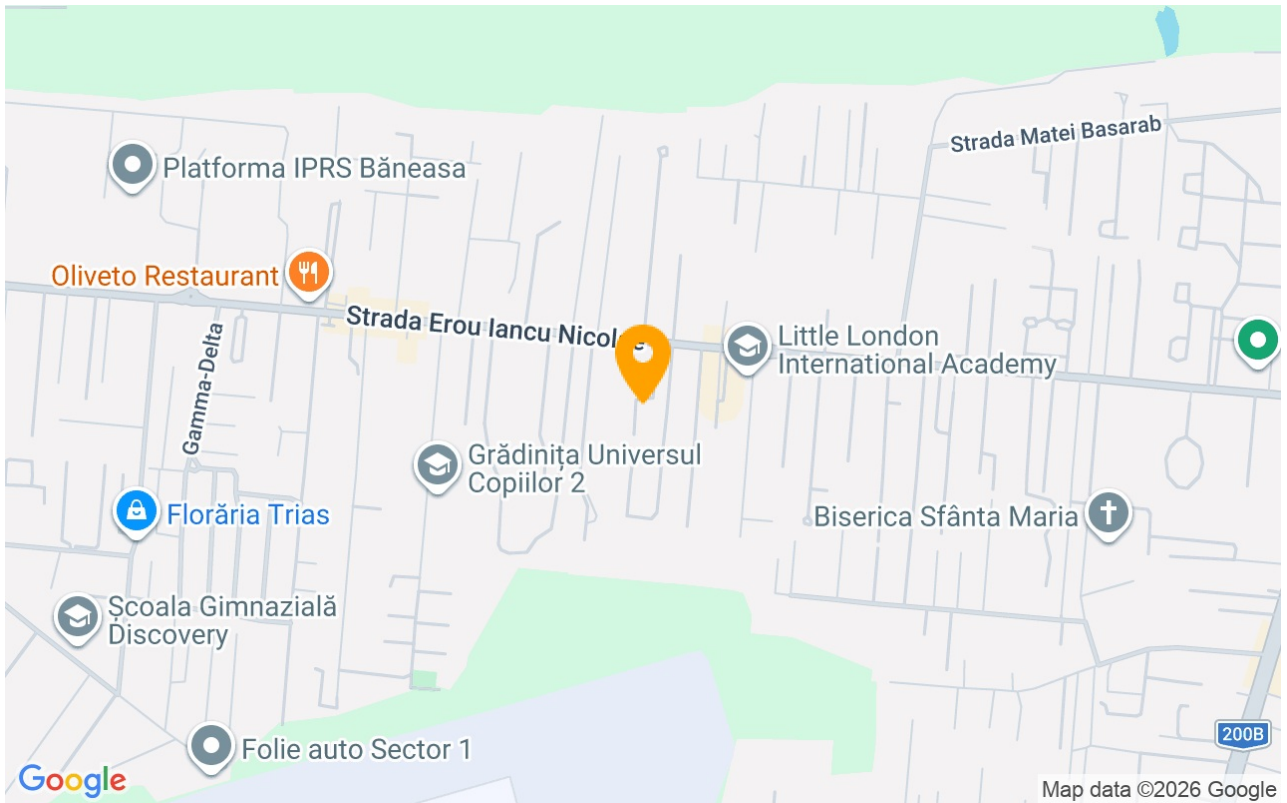 Strada Matei Basarab
Platforma IPRS Băneasa
Oliveto Restaurant
Strada Erou Iancu Nicolae
Little London
International Academy
Gamma-Delta
Grădinița Universul
Copiilor 2
Florăria Trias
Biserica Sfânta Maria
Școala Gimnazială
Discovery
200B
Folie auto Sector 1
Google
Map data ©2026 Google